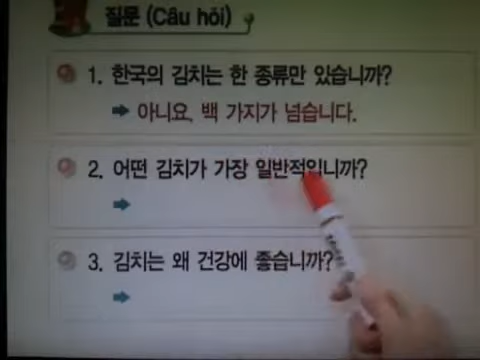 질문 (Câu hỏi)
1. 한국의 김치는 한 종류만 있습니까?
➡ 아니요, 백 가지가 넘습니다.
2. 어떤 김치가 가장 일반적입니까?
➡
3. 김치는 왜 건강에 좋습니까?
➡